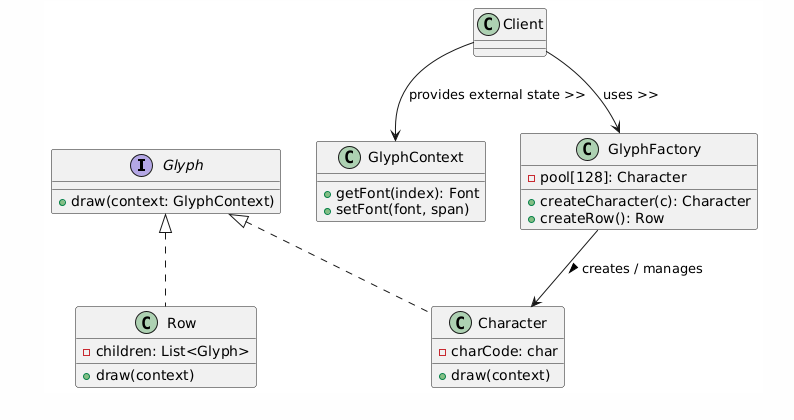 C Client
provides external state >>
uses >>
I Glyph
draw(context: GlyphContext)
C GlyphContext
getFont(index): Font
setFont(font, span)
C GlyphFactory
pool[128]: Character
createCharacter(c): Character
createRow(): Row
creates / manages
C Row
children: List<Glyph>
draw(context)
C Character
charCode: char
draw(context)